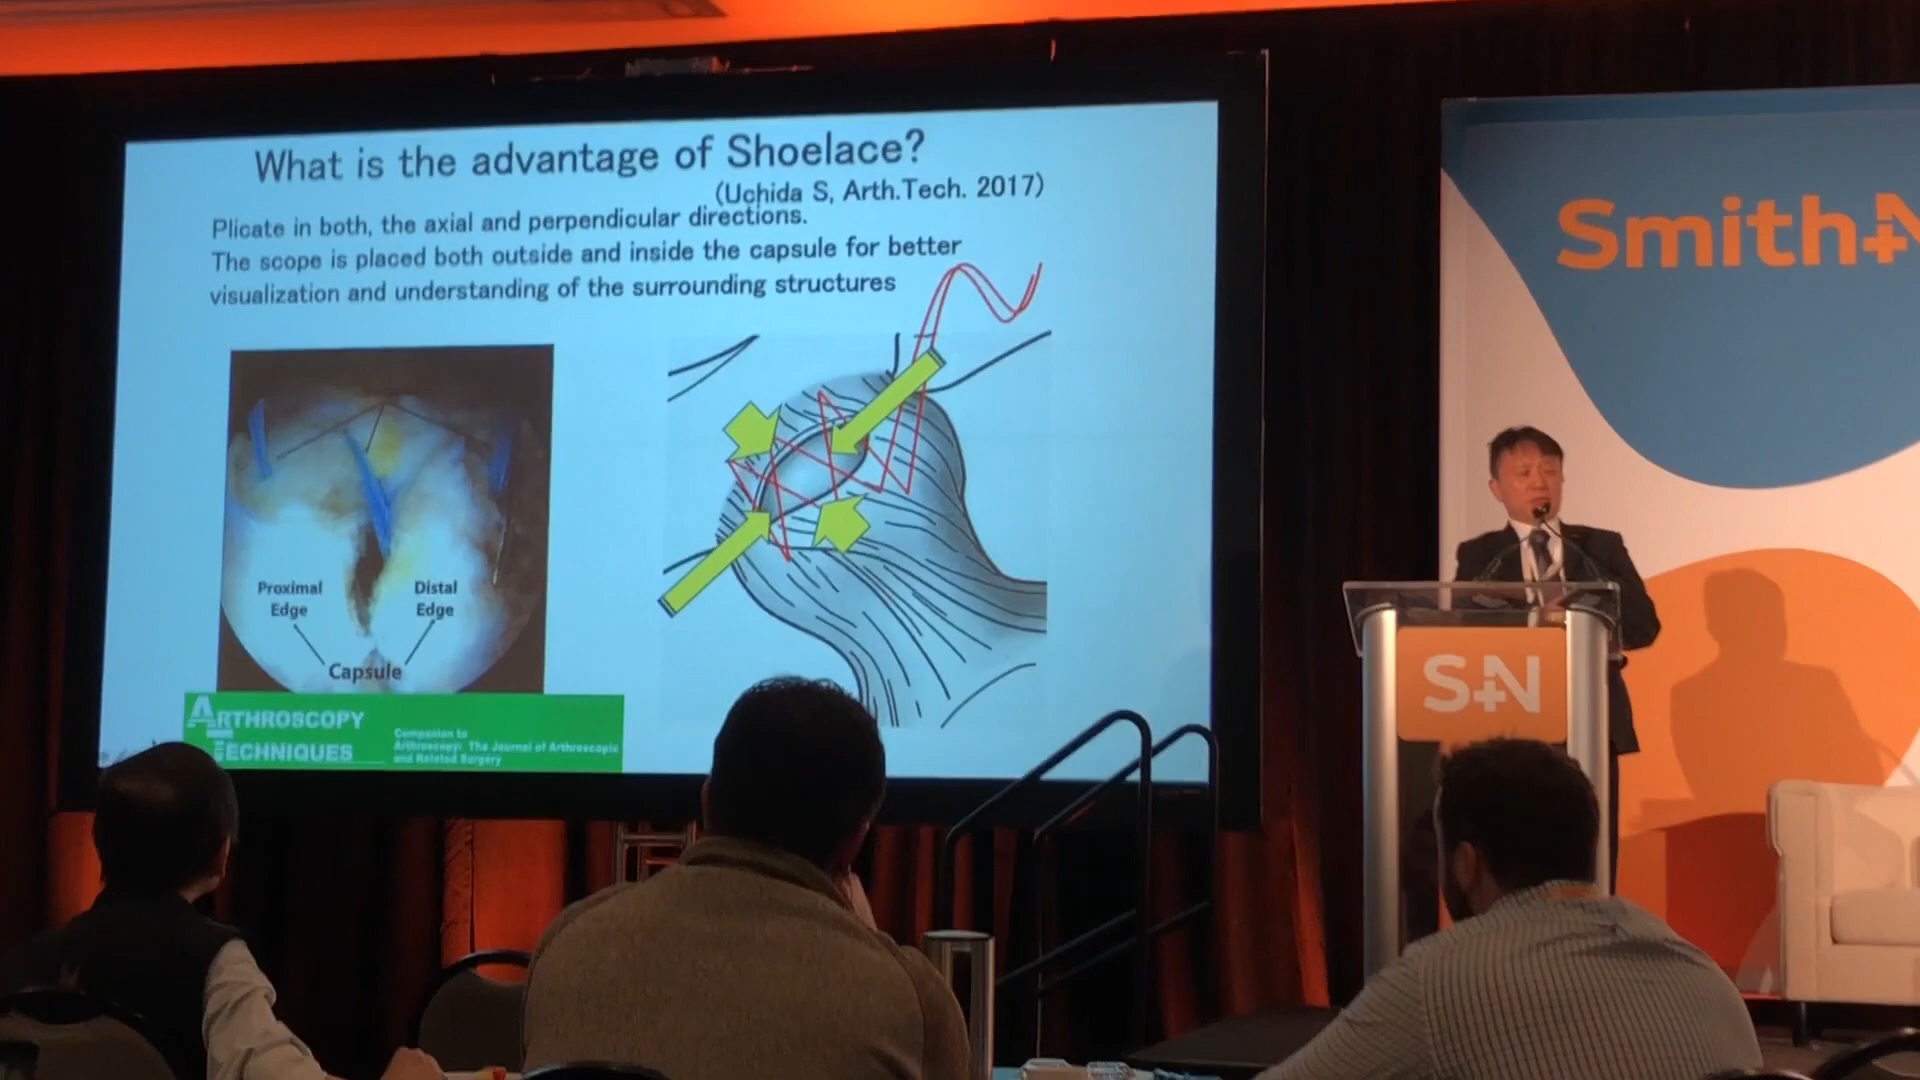 What is the advantage of Shoelace?
(Uchida S, Arth.Tech. 2017)
Plicate in both, the axial and perpendicular directions.
The scope is placed both outside and inside the capsule for better
visualization and understanding of the surrounding structures
Proximal
Edge
Distal
Edge
Capsule
ARTHROSCOPY
TECHNIQUES
Companion to
Arthroscopy: The Journal of Arthroscopic
and Related Surgery
Smith+N
S+N